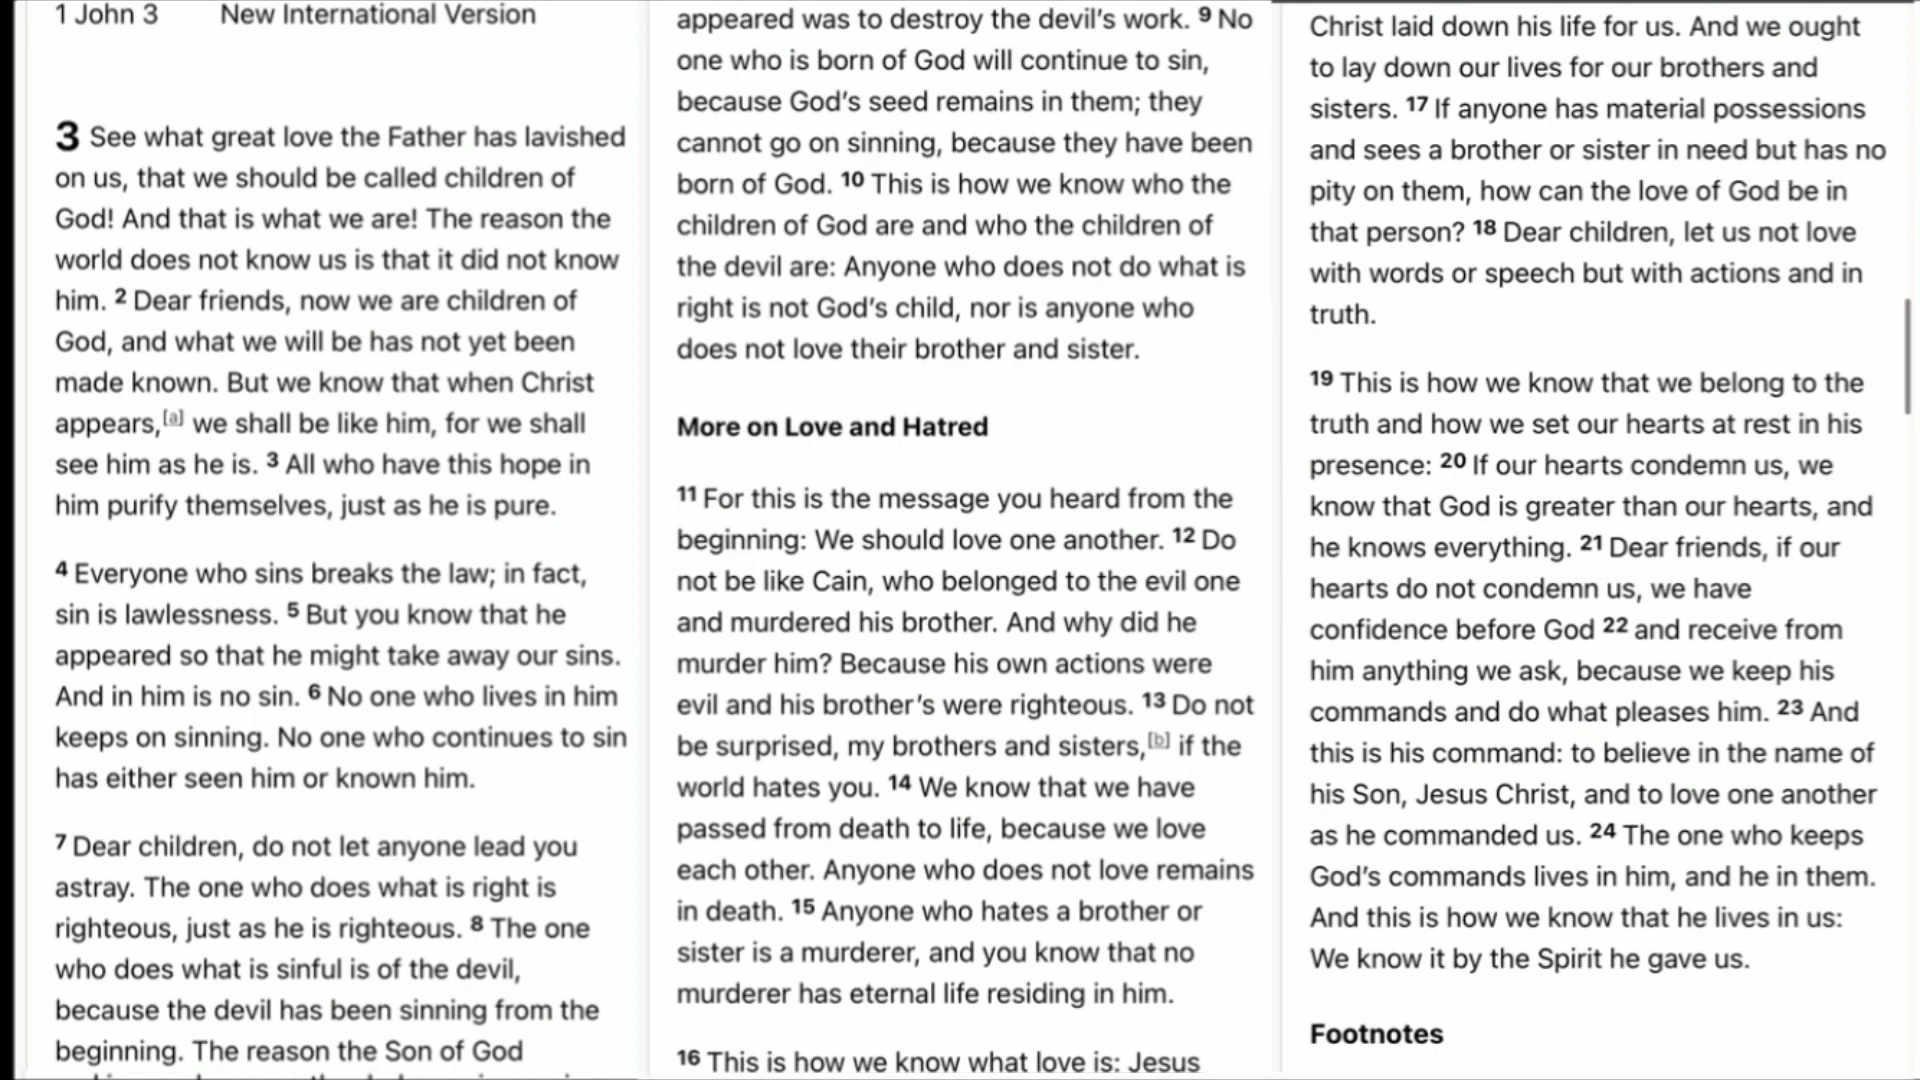 1 John 3 New International Version
3 See what great love the Father has lavished
on us, that we should be called children of
God! And that is what we are! The reason the
world does not know us is that it did not know
him. 2 Dear friends, now we are children of
God, and what we will be has not yet been
made known. But we know that when Christ
appears,[a] we shall be like him, for we shall
see him as he is. 3 All who have this hope in
him purify themselves, just as he is pure.
4 Everyone who sins breaks the law; in fact,
sin is lawlessness. 5 But you know that he
appeared so that he might take away our sins.
And in him is no sin. 6 No one who lives in him
keeps on sinning. No one who continues to sin
has either seen him or known him.
7 Dear children, do not let anyone lead you
astray. The one who does what is right is
righteous, just as he is righteous. 8 The one
who does what is sinful is of the devil,
because the devil has been sinning from the
beginning. The reason the Son of God
appeared was to destroy the devil's work. 9 No
one who is born of God will continue to sin,
because God's seed remains in them; they
cannot go on sinning, because they have been
born of God. 10 This is how we know who the
children of God are and who the children of
the devil are: Anyone who does not do what is
right is not God's child, nor is anyone who
does not love their brother and sister.
More on Love and Hatred
11 For this is the message you heard from the
beginning: We should love one another. 12 Do
not be like Cain, who belonged to the evil one
and murdered his brother. And why did he
murder him? Because his own actions were
evil and his brother's were righteous. 13 Do not
be surprised, my brothers and sisters,[b] if the
world hates you. 14 We know that we have
passed from death to life, because we love
each other. Anyone who does not love remains
in death. 15 Anyone who hates a brother or
sister is a murderer, and you know that no
murderer has eternal life residing in him.
16 This is how we know what love is: Jesus
Christ laid down his life for us. And we ought
to lay down our lives for our brothers and
sisters. 17 If anyone has material possessions
and sees a brother or sister in need but has no
pity on them, how can the love of God be in
that person? 18 Dear children, let us not love
with words or speech but with actions and in
truth.
19 This is how we know that we belong to the
truth and how we set our hearts at rest in his
presence: 20 If our hearts condemn us, we
know that God is greater than our hearts, and
he knows everything. 21 Dear friends, if our
hearts do not condemn us, we have
confidence before God 22 and receive from
him anything we ask, because we keep his
commands and do what pleases him. 23 And
this is his command: to believe in the name of
his Son, Jesus Christ, and to love one another
as he commanded us. 24 The one who keeps
God's commands lives in him, and he in them.
And this is how we know that he lives in us:
We know it by the Spirit he gave us.
Footnotes